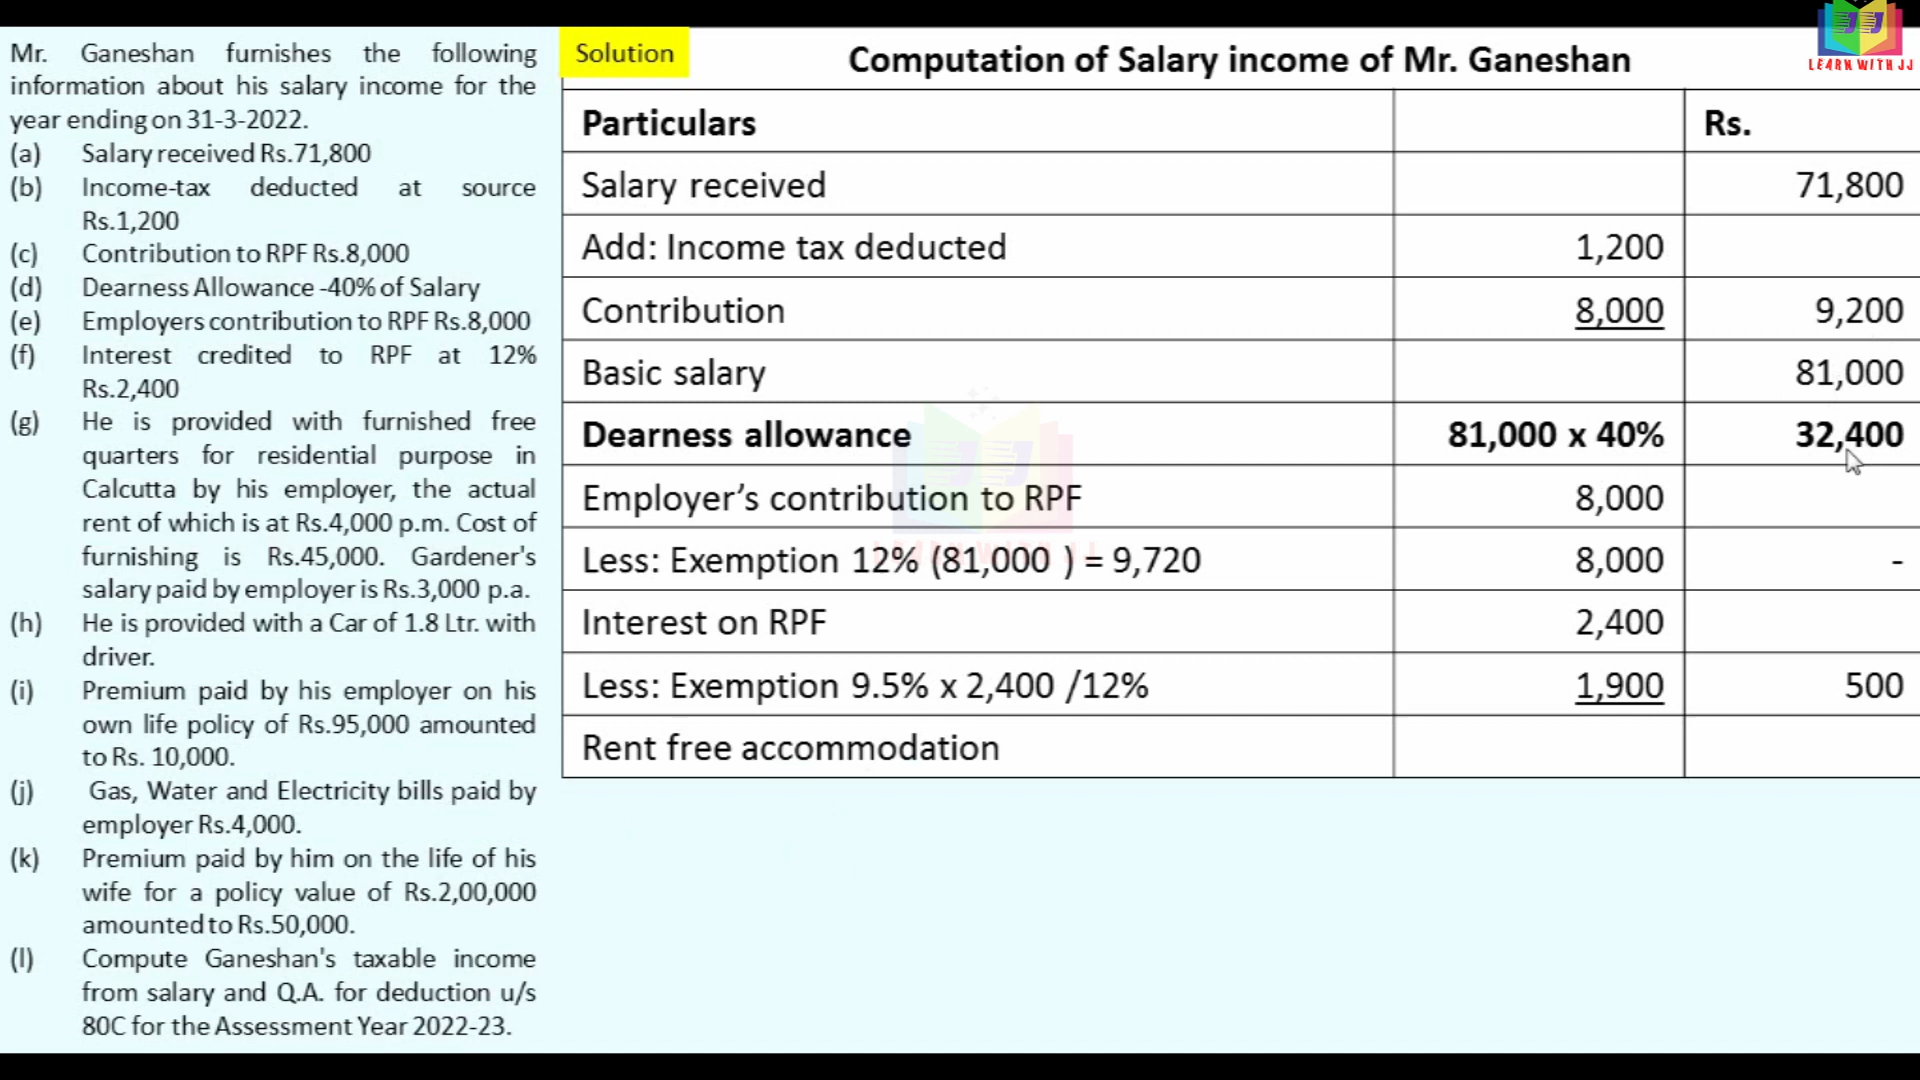 Mr. Ganeshan furnishes the following
information about his salary income for the
year ending on 31-3-2022.
(a) Salary received Rs.71,800
(b) Income-tax deducted at source
Rs.1,200
(c) Contribution to RPF Rs.8,000
(d) Dearness Allowance -40% of Salary
(e) Employers contribution to RPF Rs.8,000
(f) Interest credited to RPF at 12%
Rs.2,400
(g) He is provided with furnished free
quarters for residential purpose in
Calcutta by his employer, the actual
rent of which is at Rs.4,000 p.m. Cost of
furnishing is Rs.45,000. Gardener's
salary paid by employer is Rs.3,000 p.a.
(h) He is provided with a Car of 1.8 Ltr. with
driver.
(i) Premium paid by his employer on his
own life policy of Rs.95,000 amounted
to Rs. 10,000.
(j) Gas, Water and Electricity bills paid by
employer Rs.4,000.
(k) Premium paid by him on the life of his
wife for a policy value of Rs.2,00,000
amounted to Rs.50,000.
(l) Compute Ganeshan's taxable income
from salary and Q.A. for deduction u/s
80C for the Assessment Year 2022-23.
Solution
Computation of Salary income of Mr. Ganeshan
Particulars Rs.
Salary received 71,800
Add: Income tax deducted 1,200
Contribution 8,000 9,200
Basic salary 81,000
Dearness allowance 81,000 x 40% 32,400
Employer’s contribution to RPF 8,000
Less: Exemption 12% (81,000 ) = 9,720 8,000 -
Interest on RPF 2,400
Less: Exemption 9.5% x 2,400 /12% 1,900 500
Rent free accommodation
JJ
LEARN WITH JJ
JJ
LEARN WITH JJ